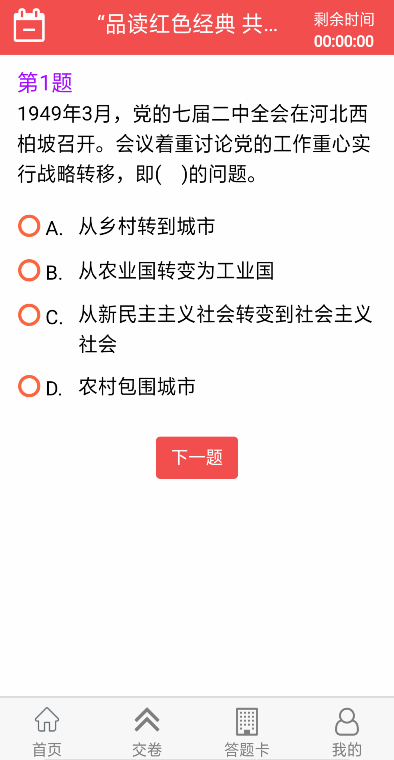 “品读红色经典 共...
剩余时间
00:00:00
第1题
1949年3月，党的七届二中全会在河北西
柏坡召开。会议着重讨论党的工作重心实
行战略转移，即(　)的问题。
A. 从乡村转到城市
B. 从农业国转变为工业国
C. 从新民主主义社会转变到社会主义
社会
D. 农村包围城市
下一题
首页
交卷
答题卡
我的